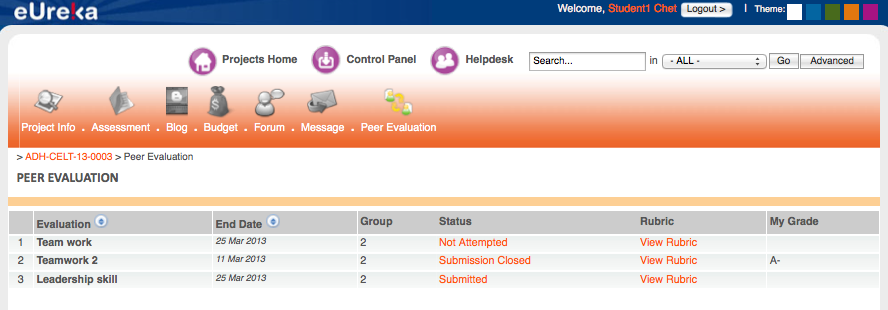 eUreka
Welcome, Student1 Chet Logout > | Theme:
Projects Home Control Panel Helpdesk Search... in - ALL - Go Advanced
Project Info . Assessment . Blog . Budget . Forum . Message . Peer Evaluation
> ADH-CELT-13-0003 > Peer Evaluation
PEER EVALUATION
Evaluation End Date Group Status Rubric My Grade
1 Team work 25 Mar 2013 2 Not Attempted View Rubric
2 Teamwork 2 11 Mar 2013 2 Submission Closed View Rubric A-
3 Leadership skill 25 Mar 2013 2 Submitted View Rubric